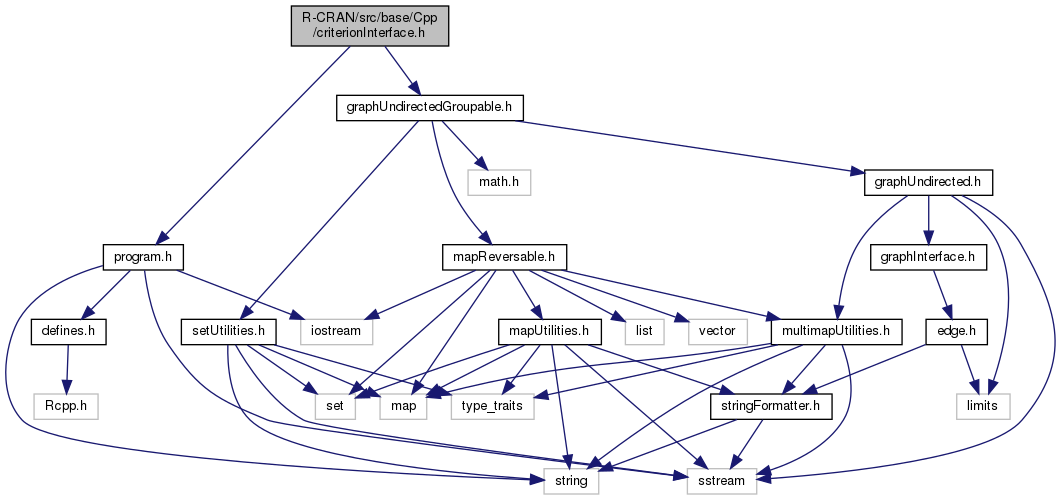 R-CRAN/src/base/Cpp
/criterionInterface.h
graphUndirectedGroupable.h
math.h
graphUndirected.h
program.h
mapReversable.h
graphInterface.h
defines.h
setUtilities.h
iostream
mapUtilities.h
list
vector
multimapUtilities.h
edge.h
Rcpp.h
set
map
type_traits
stringFormatter.h
limits
string
sstream